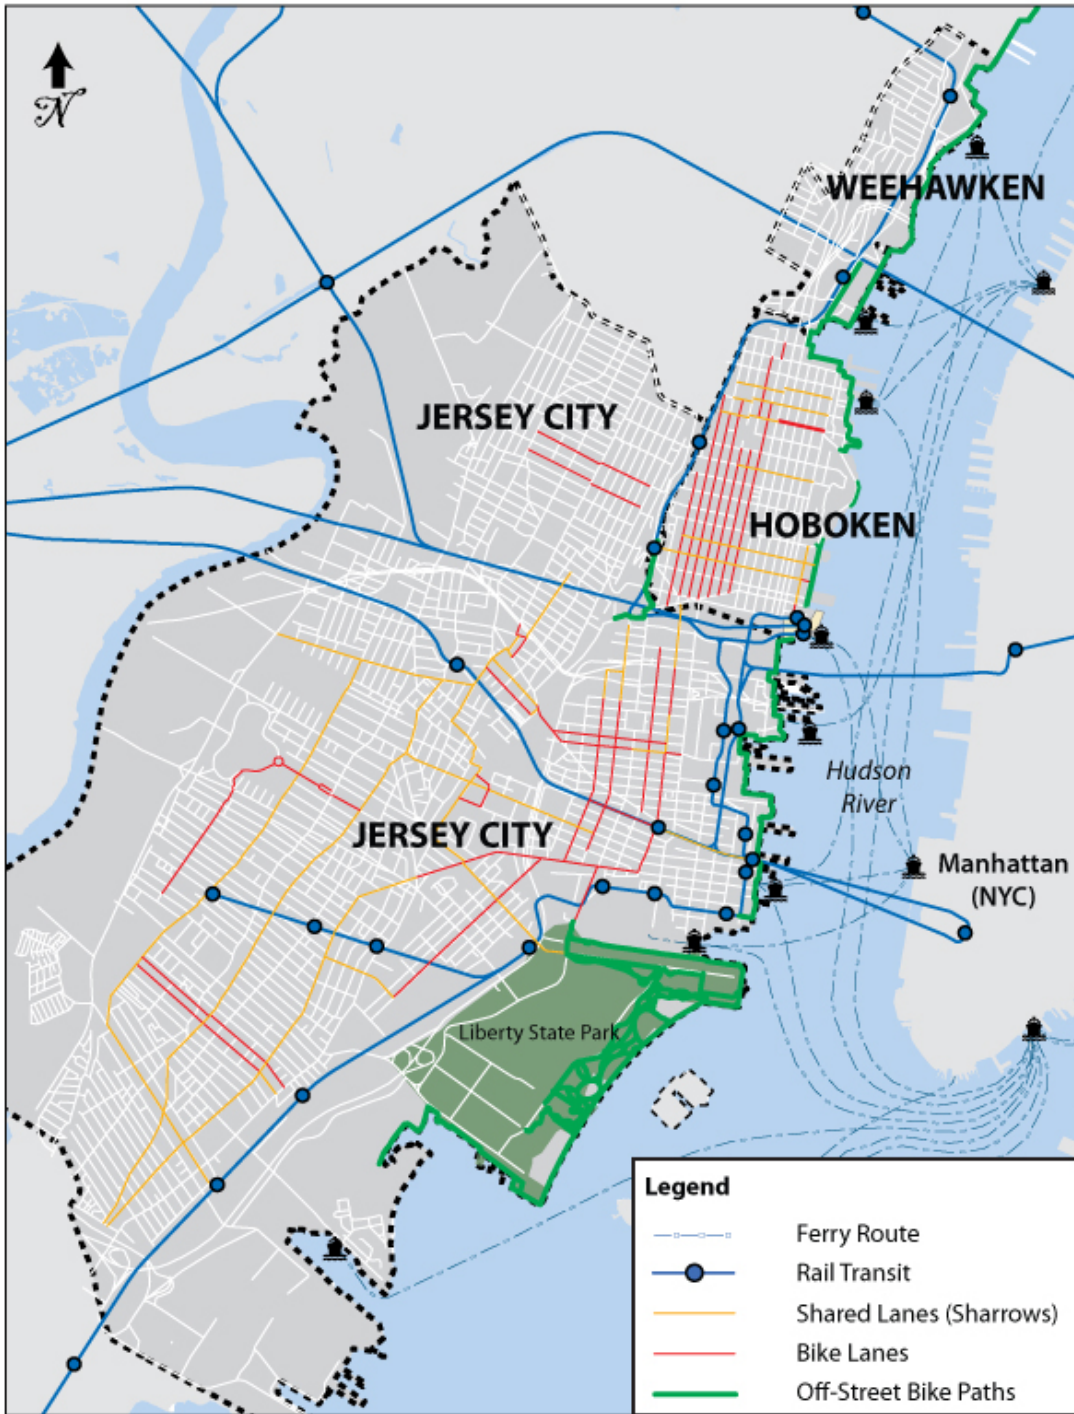 N
WEEHAWKEN
JERSEY CITY
HOBOKEN
Hudson
River
JERSEY CITY
Manhattan
(NYC)
Liberty State Park
Legend
Ferry Route
Rail Transit
Shared Lanes (Sharrows)
Bike Lanes
Off-Street Bike Paths